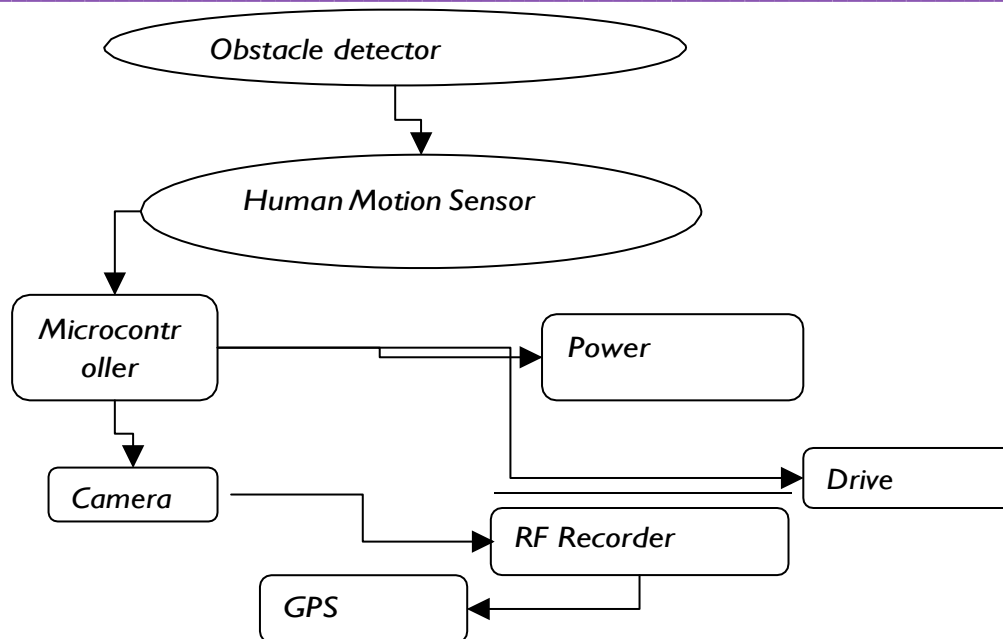 Obstacle detector
Human Motion Sensor
Microcontr
oller
Power
Camera
Drive
RF Recorder
GPS